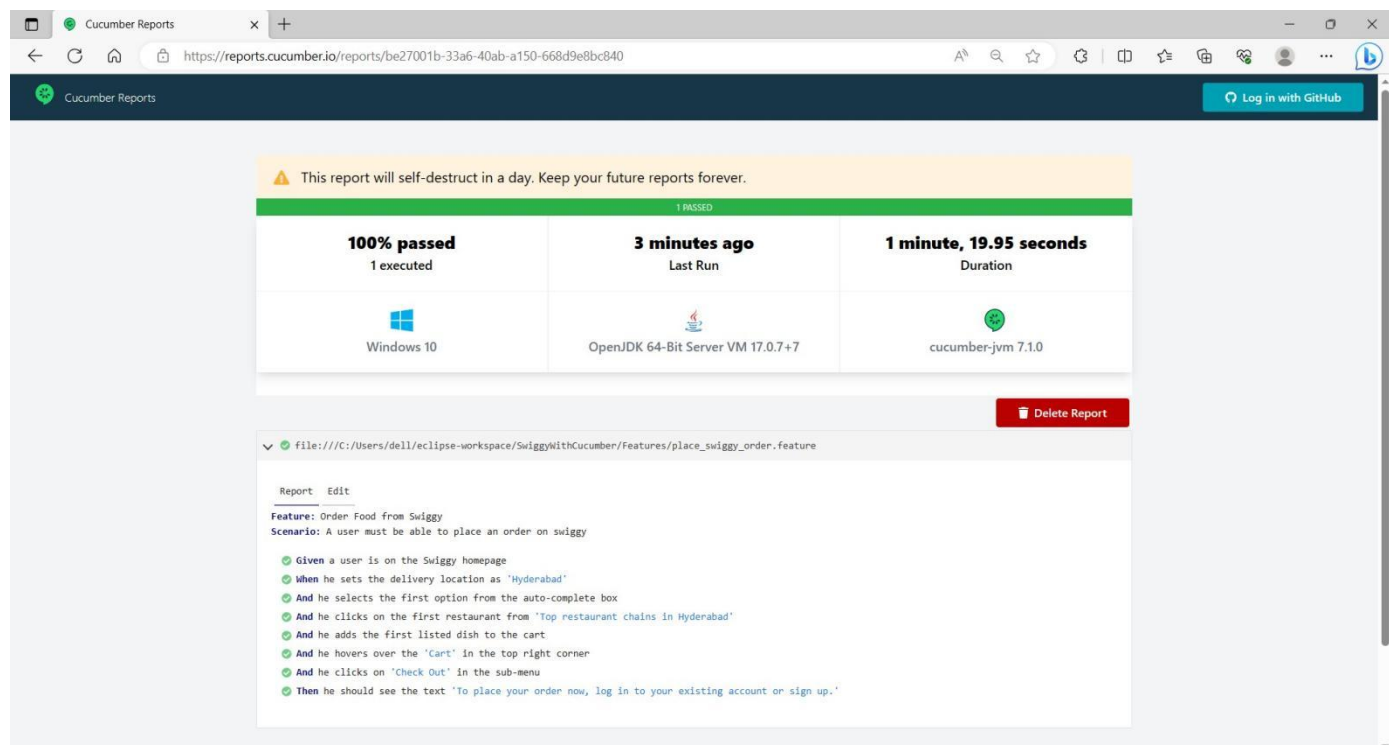 Cucumber Reports
https://reports.cucumber.io/reports/be27001b-33a6-40ab-a150-668d9e8bc840
Cucumber Reports
Log in with GitHub
This report will self-destruct in a day. Keep your future reports forever.
1 PASSED
100% passed
1 executed
3 minutes ago
Last Run
1 minute, 19.95 seconds
Duration
Windows 10
OpenJDK 64-Bit Server VM 17.0.7+7
cucumber-jvm 7.1.0
Delete Report
file:///C:/Users/dell/eclipse-workspace/SwiggyWithCucumber/Features/place_swiggy_order.feature
Report Edit
Feature: Order Food from Swiggy
Scenario: A user must be able to place an order on swiggy
Given a user is on the Swiggy homepage
When he sets the delivery location as 'Hyderabad'
And he selects the first option from the auto-complete box
And he clicks on the first restaurant from 'Top restaurant chains in Hyderabad'
And he adds the first listed dish to the cart
And he hovers over the 'Cart' in the top right corner
And he clicks on 'Check Out' in the sub-menu
Then he should see the text 'To place your order now, log in to your existing account or sign up.'